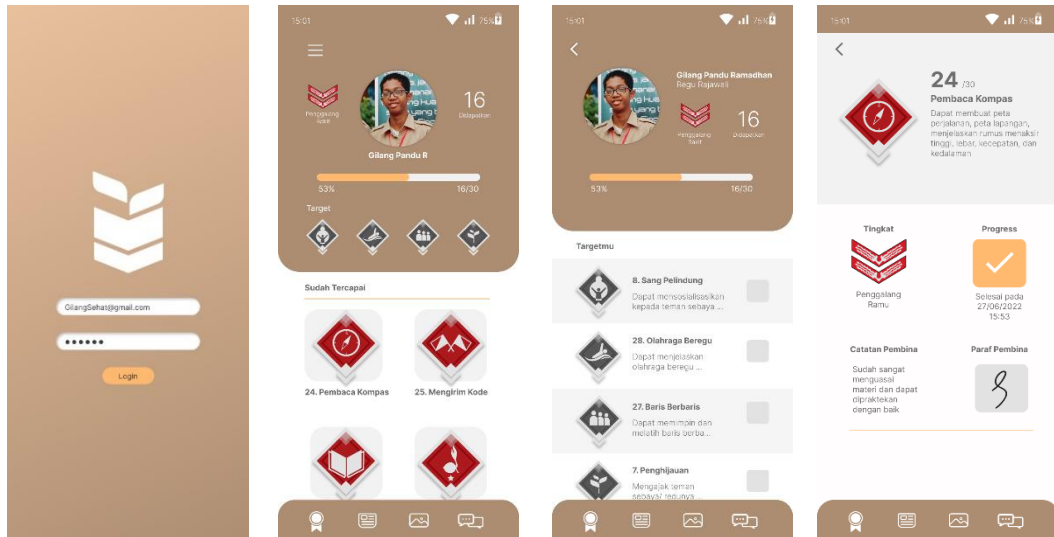 GilangSehat@gmail.com
Login
15:01
75%
Penggalang
Rakit
16
Didapatkan
Gilang Pandu R
53%
16/30
Target
Sudah Tercapai
24. Pembaca Kompas
25. Mengirim Kode
15:01
75%
Gilang Pandu Ramadhan
Regu Rajawali
Penggalang
Rakit
16
Didapatkan
53%
16/30
Targetmu
8. Sang Pelindung
Dapat mensosialisasikan
kepada teman sebaya ...
28. Olahraga Beregu
Dapat menjelaskan
olahraga beregu ...
27. Baris Berbaris
Dapat memimpin dan
melatih baris berba...
7. Penghijauan
Mengajak teman
sebaya/ regunya ...
15:01
75%
24 /30
Pembaca Kompas
Dapat membuat peta
perjalanan, peta lapangan,
menjelaskan rumus menaksir
tinggi, lebar, kecepatan, dan
kedalaman
Tingkat
Penggalang
Ramu
Progress
Selesai pada
27/06/2022
15:53
Catatan Pembina
Sudah sangat
menguasai
materi dan dapat
dipraktekan
dengan baik
Paraf Pembina